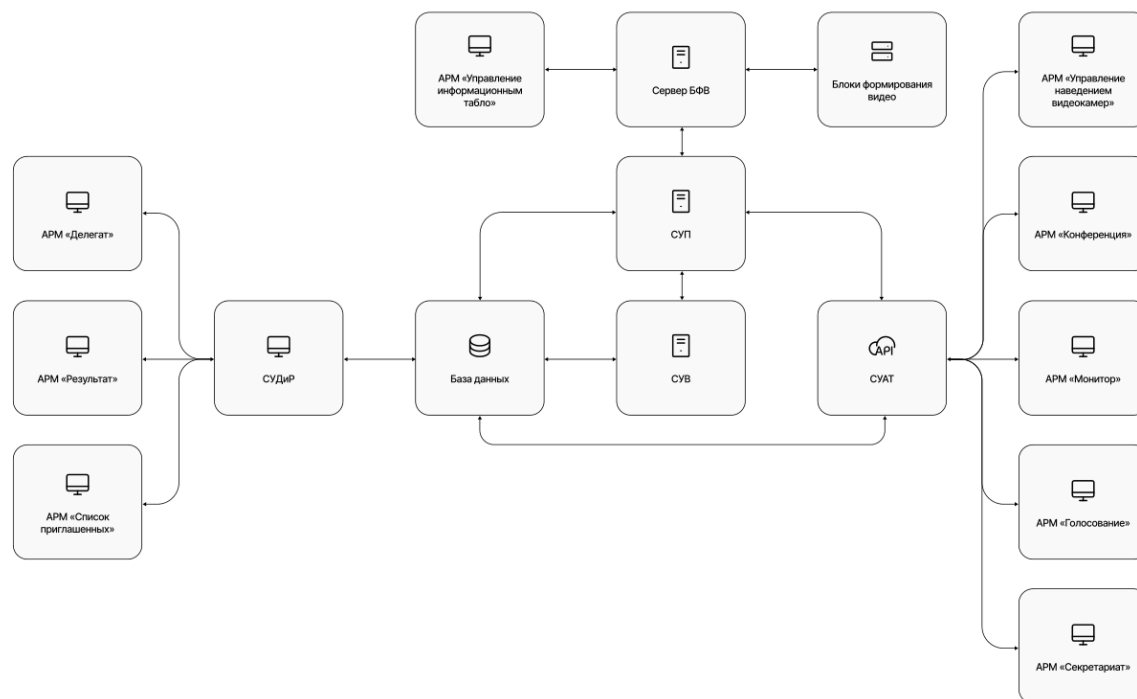 АРМ «Управление
информационным
табло»
Сервер БФВ
Блоки формирования
видео
АРМ «Управление
наведением
видеокамер»
АРМ «Делегат»
СУП
АРМ «Конференция»
АРМ «Результат»
СУДиР
База данных
СУВ
API
СУАТ
АРМ «Монитор»
АРМ «Список
приглашенных»
АРМ «Голосование»
АРМ «Секретариат»